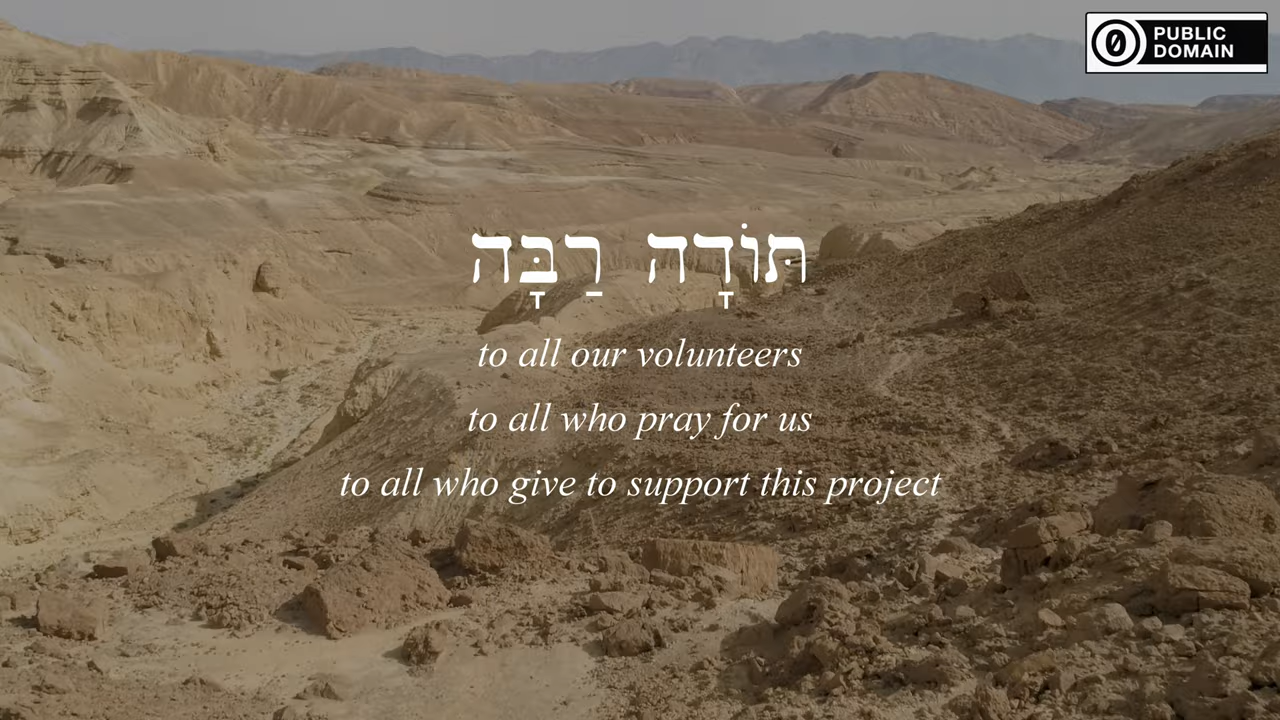 PUBLIC
DOMAIN
תּוֹדָה רַבָּה
to all our volunteers
to all who pray for us
to all who give to support this project